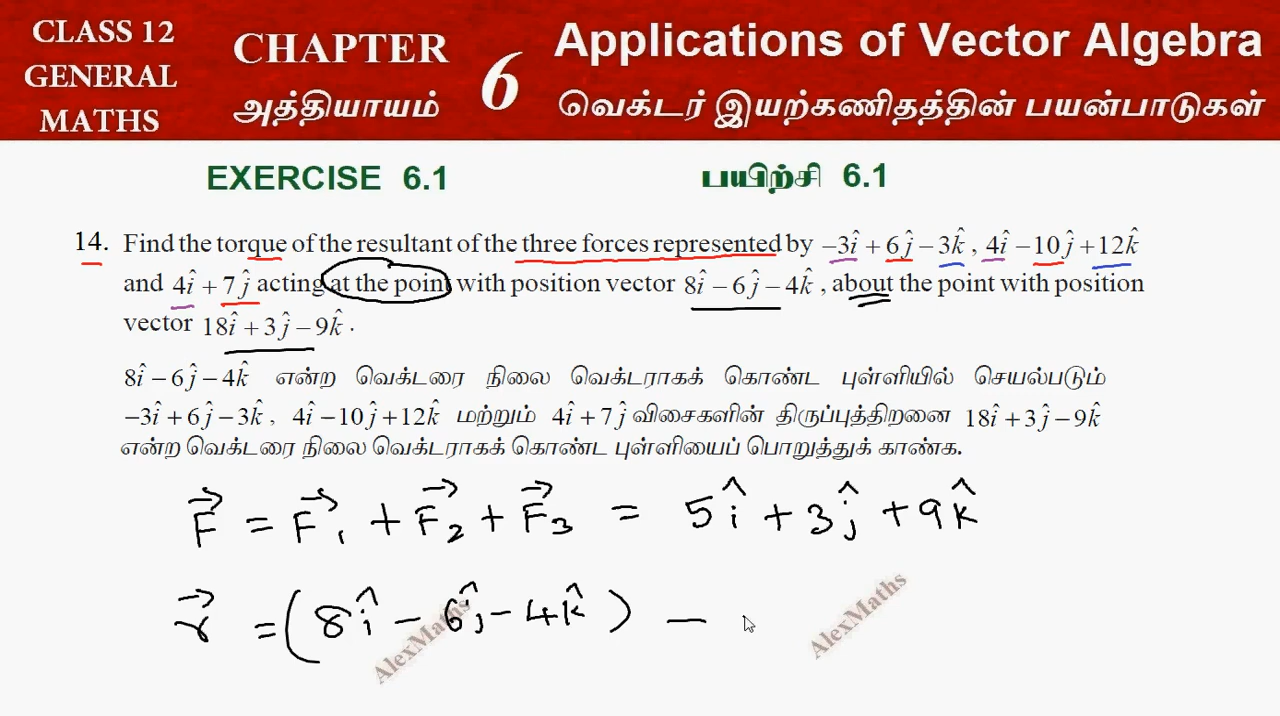 CLASS 12
GENERAL
MATHS
CHAPTER
அத்தியாயம்
6
Applications of Vector Algebra
வெக்டர் இயற்கணிதத்தின் பயன்பாடுகள்
EXERCISE 6.1
பயிற்சி 6.1
14. Find the torque of the resultant of the three forces represented by −3î + 6ĵ − 3k̂ , 4î − 10ĵ + 12k̂
and 4î + 7ĵ acting at the point with position vector 8î − 6ĵ − 4k̂ , about the point with position
vector 18î + 3ĵ − 9k̂ .
8î − 6ĵ − 4k̂ என்ற வெக்டரை நிலை வெக்டராகக் கொண்ட புள்ளியில் செயல்படும்
−3î + 6ĵ − 3k̂ , 4î − 10ĵ + 12k̂ மற்றும் 4î + 7ĵ விசைகளின் திருப்புத்திறனை 18î + 3ĵ − 9k̂
என்ற வெக்டரை நிலை வெக்டராகக் கொண்ட புள்ளியைப் பொறுத்துக் காண்க.
F⃗ = F⃗₁ + F⃗₂ + F⃗₃ = 5î + 3ĵ + 9k̂
r⃗ = (8î − 6ĵ − 4k̂) −
AlexMaths
AlexMaths